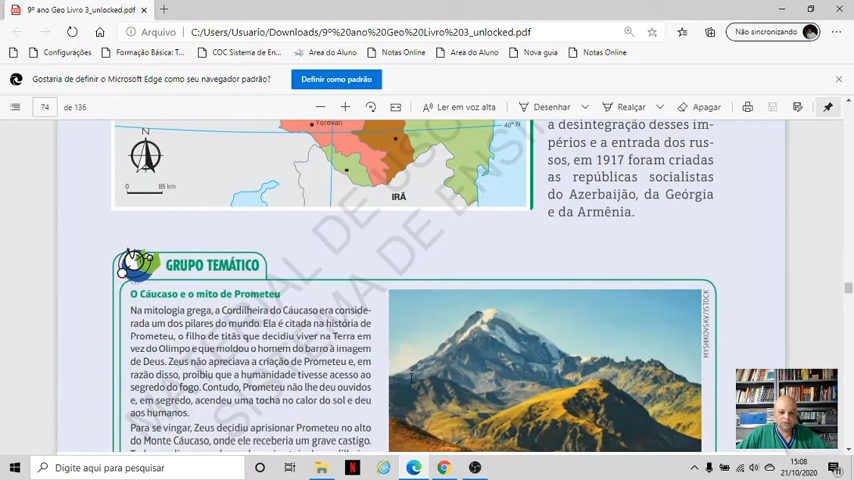 9º ano Geo Livro 3_unlocked.pdf
Arquivo
C:/Users/Usuario/Downloads/9º%20ano%20Geo%20Livro%203_unlocked.pdf
Não sincronizando
Configurações
Formação Básica: T...
COC Sistema de En...
Area do Aluno
Notas Online
Area do Aluno
Nova guia
Notas Online
Gostaria de definir o Microsoft Edge como seu navegador padrão?
Definir como padrão
74
de 136
Ler em voz alta
Desenhar
Realçar
Apagar
Yerevan
40° N
N
0
85 km
IRÃ
a desintegração desses im-
périos e a entrada dos rus-
sos, em 1917 foram criadas
as repúblicas socialistas
do Azerbaijão, da Geórgia
e da Armênia.
MATERIAL DE USO
SISTEMA DE ENSI
GRUPO TEMÁTICO
O Cáucaso e o mito de Prometeu
Na mitologia grega, a Cordilheira do Cáucaso era conside-
rada um dos pilares do mundo. Ela é citada na história de
Prometeu, o filho de titãs que decidiu viver na Terra em
vez do Olimpo e que moldou o homem do barro à imagem
de Deus. Zeus não apreciava a criação de Prometeu e, em
razão disso, proibiu que a humanidade tivesse acesso ao
segredo do fogo. Contudo, Prometeu não lhe deu ouvidos
e, em segredo, acendeu uma tocha no calor do sol e deu
aos humanos.
Para se vingar, Zeus decidiu aprisionar Prometeu no alto
do Monte Cáucaso, onde ele receberia um grave castigo.
MYSHKOVSKY/ISTOCK
Digite aqui para pesquisar
15:08
21/10/2020